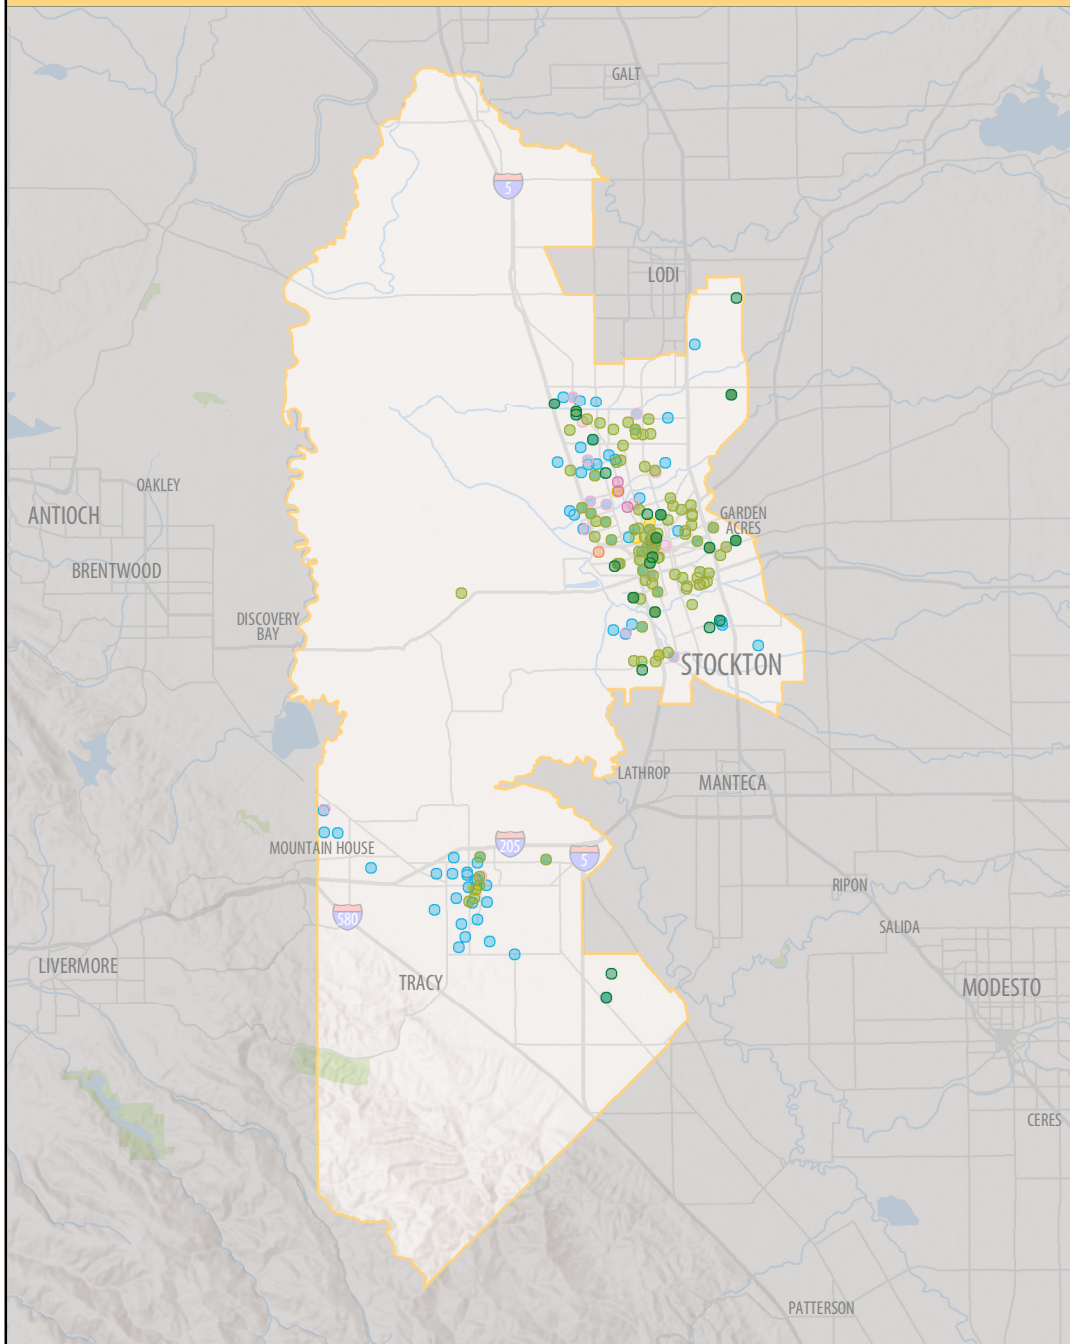 GALT
5
LODI
OAKLEY
ANTIOCH
GARDEN
ACRES
BRENTWOOD
DISCOVERY
BAY
STOCKTON
LATHROP
MANTECA
MOUNTAIN HOUSE
205
5
RIPON
580
SALIDA
LIVERMORE
TRACY
MODESTO
CERES
PATTERSON